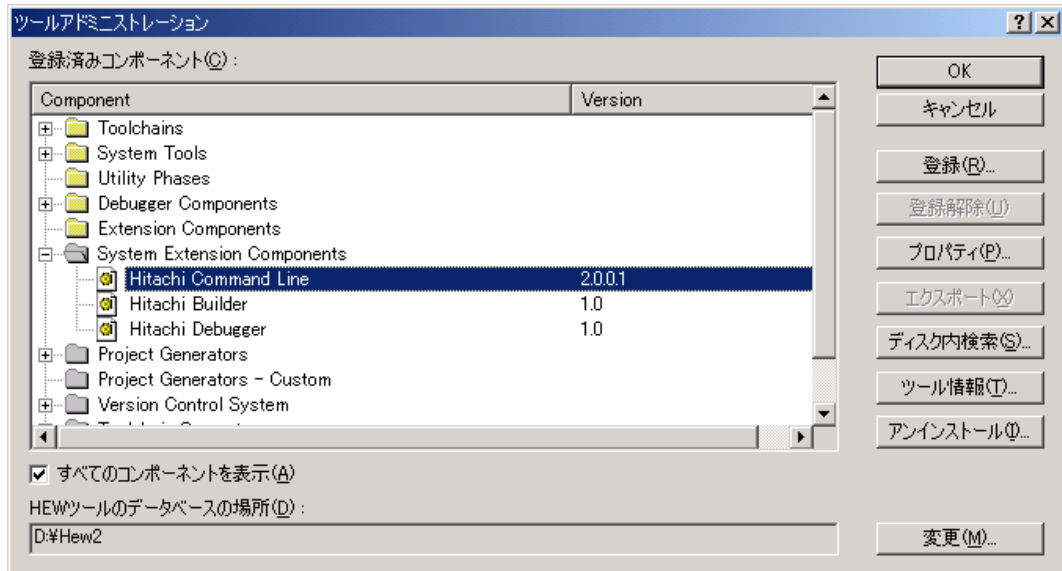 ツールアドミニストレーション
登録済みコンポーネント(C) :
Component Version
Toolchains
System Tools
Utility Phases
Debugger Components
Extension Components
System Extension Components
Hitachi Command Line 2.0.0.1
Hitachi Builder 1.0
Hitachi Debugger 1.0
Project Generators
Project Generators - Custom
Version Control System
すべてのコンポーネントを表示(A)
HEWツールのデータベースの場所(D) :
D:¥Hew2
OK
キャンセル
登録(R)...
登録解除(U)
プロパティ(P)...
エクスポート(X)
ディスク内検索(S)...
ツール情報(T)...
アンインストール(I)...
変更(M)...